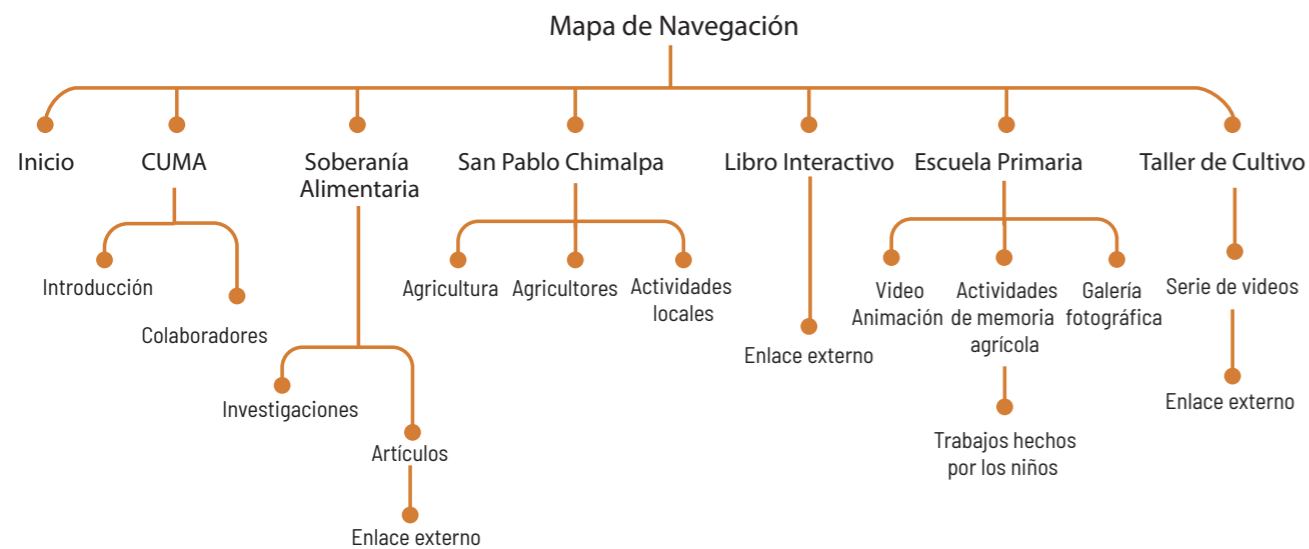 Mapa de Navegación
Inicio
CUMA
Soberanía
Alimentaria
San Pablo Chimalpa
Libro Interactivo
Escuela Primaria
Taller de Cultivo
Introducción
Colaboradores
Investigaciones
Artículos
Enlace externo
Agricultura
Agricultores
Actividades
locales
Enlace externo
Video
Animación
Actividades
de memoria
agrícola
Trabajos hechos
por los niños
Galería
fotográfica
Serie de videos
Enlace externo